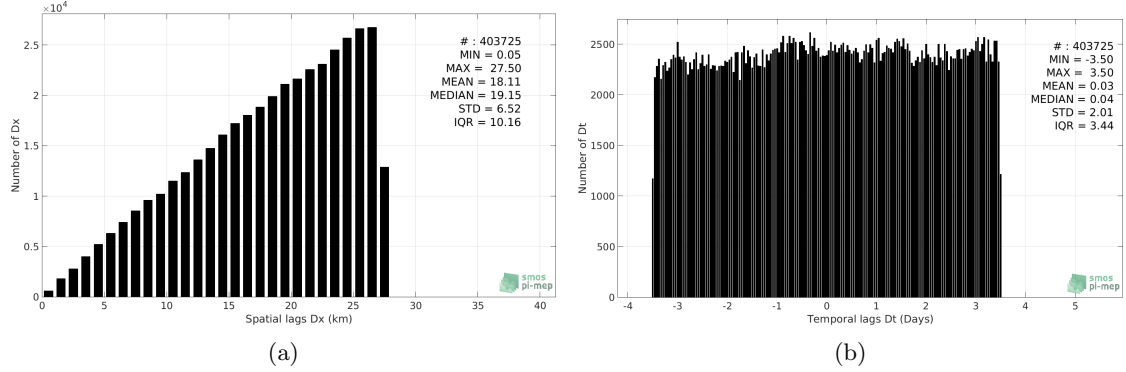 ×10⁴
2.5
2
1.5
1
0.5
0
0 5 10 15 20 25 30 35 40
Number of Dx
Spatial lags Dx (km)
# : 403725
MIN = 0.05
MAX = 27.50
MEAN = 18.11
MEDIAN = 19.15
STD = 6.52
IQR = 10.16
smos
pi-mep
(a)
2500
2000
1500
1000
500
0
-4 -3 -2 -1 0 1 2 3 4 5
Number of Dt
Temporal lags Dt (Days)
# : 403725
MIN = -3.50
MAX = 3.50
MEAN = 0.03
MEDIAN = 0.04
STD = 2.01
IQR = 3.44
smos
pi-mep
(b)